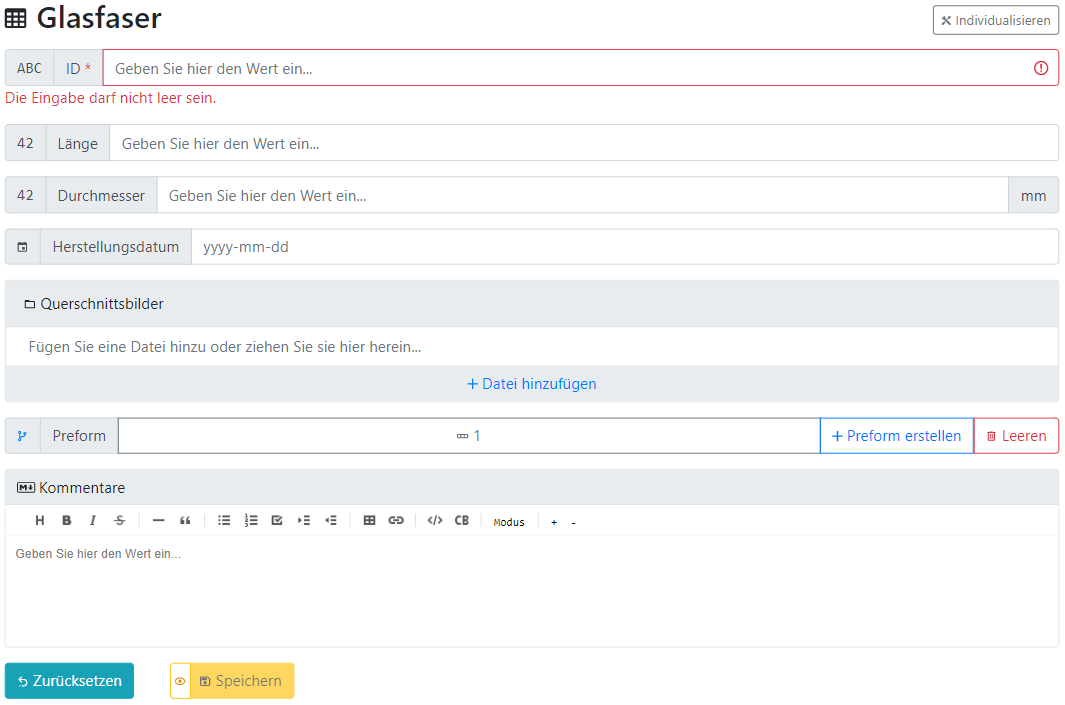 Glasfaser
Individualisieren
ABC ID * Geben Sie hier den Wert ein...
Die Eingabe darf nicht leer sein.
42 Länge Geben Sie hier den Wert ein...
42 Durchmesser Geben Sie hier den Wert ein... mm
Herstellungsdatum yyyy-mm-dd
Querschnittsbilder
Fügen Sie eine Datei hinzu oder ziehen Sie sie hier herein...
+ Datei hinzufügen
Preform 1 + Preform erstellen Leeren
Kommentare
H B I S </> CB Modus + -
Geben Sie hier den Wert ein...
Zurücksetzen Speichern